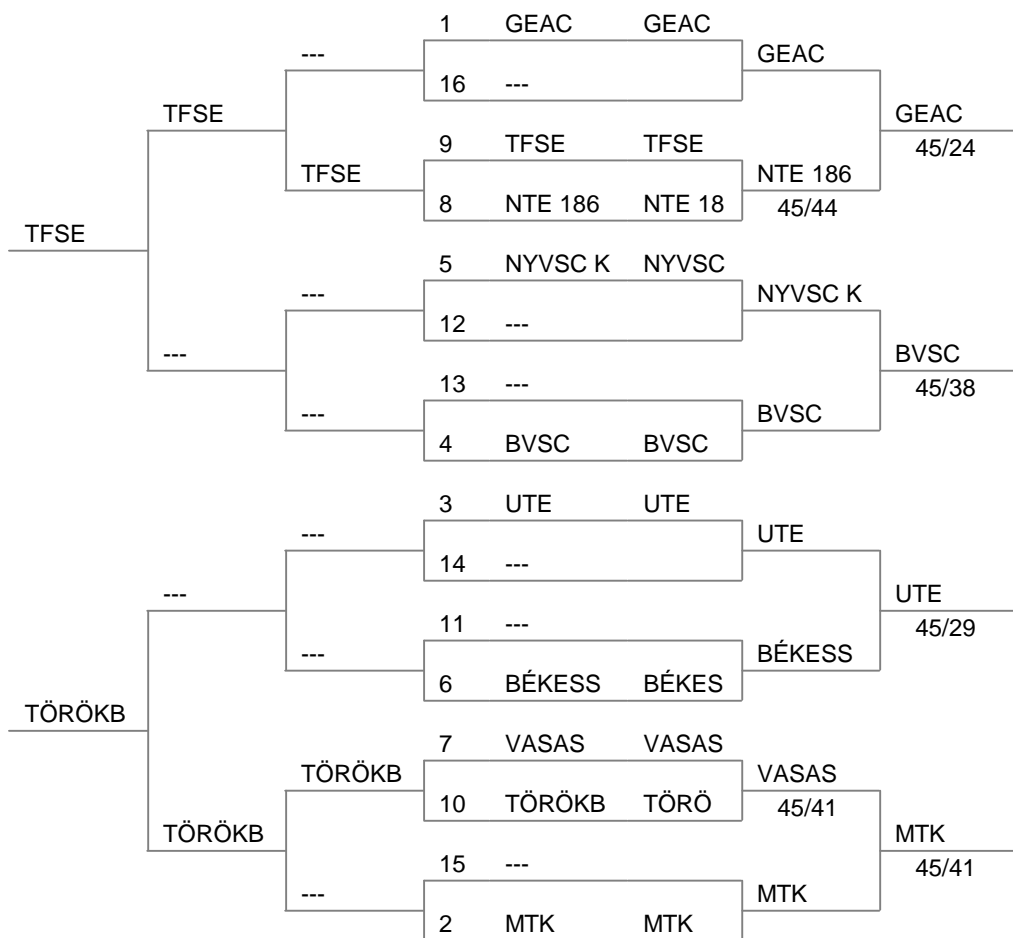 1 GEAC GEAC
--- GEAC
16 ---
TFSE GEAC
9 TFSE TFSE 45/24
TFSE NTE 186
8 NTE 186 NTE 18 45/44
TFSE
5 NYVSC K NYVSC
--- NYVSC K
12 ---
--- BVSC
13 --- 45/38
--- BVSC
4 BVSC BVSC
3 UTE UTE
--- UTE
14 ---
--- UTE
11 --- 45/29
--- BÉKESS
6 BÉKESS BÉKES
TÖRÖKB
7 VASAS VASAS
TÖRÖKB VASAS
10 TÖRÖKB TÖRÖ 45/41
TÖRÖKB MTK
15 --- 45/41
--- MTK
2 MTK MTK